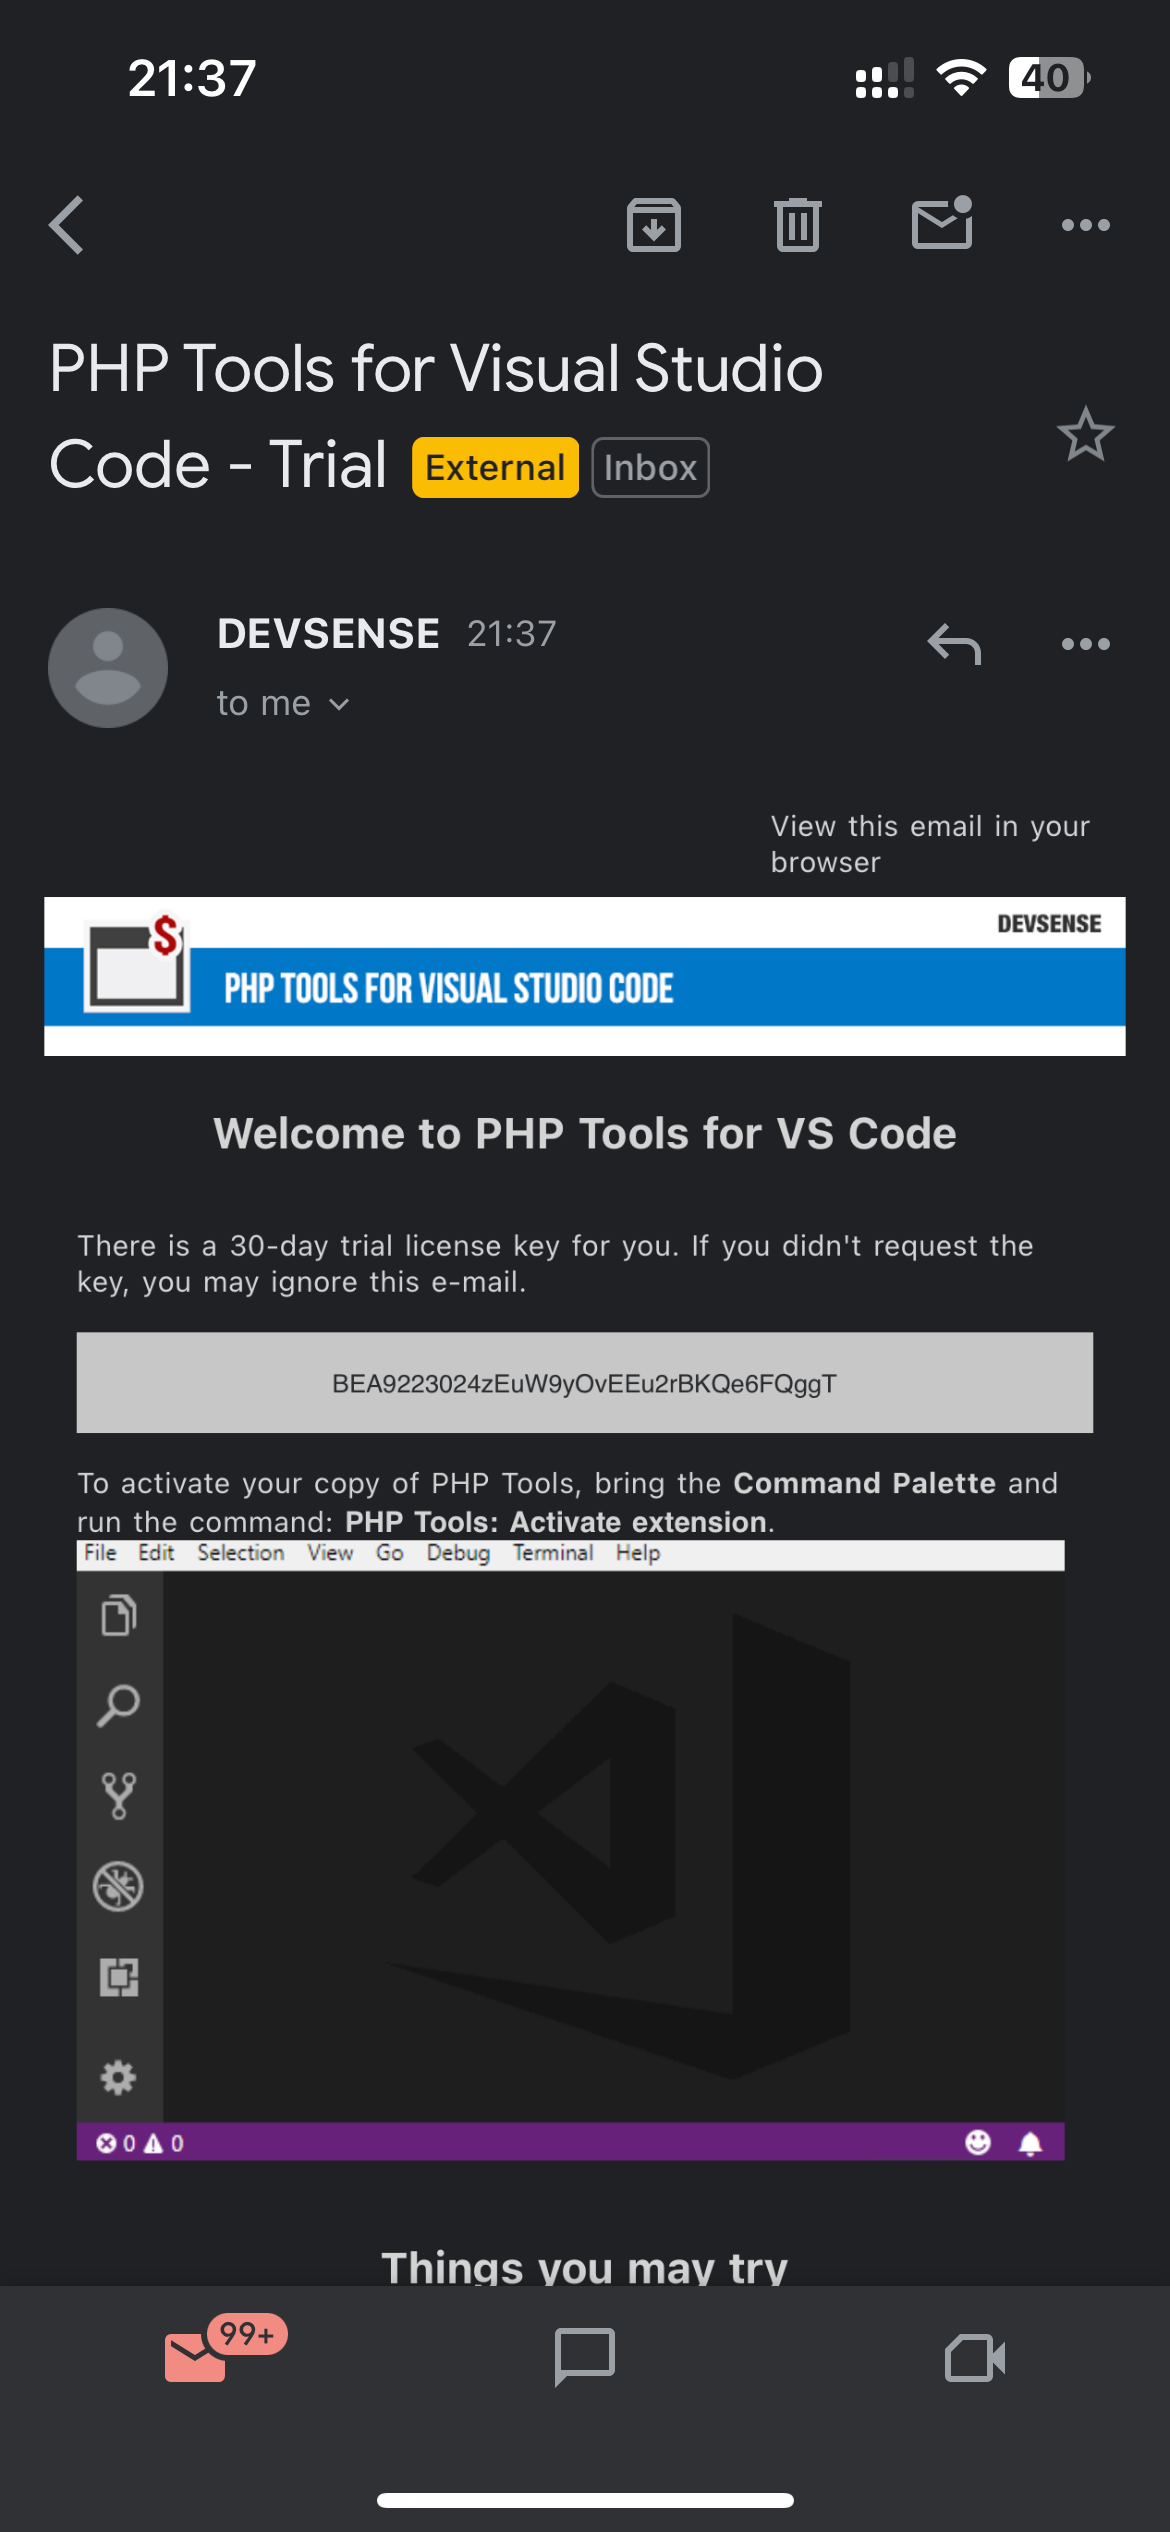 21:37
40
PHP Tools for Visual Studio
Code - Trial External Inbox
DEVSENSE 21:37
to me
View this email in your
browser
DEVSENSE
$
PHP TOOLS FOR VISUAL STUDIO CODE
Welcome to PHP Tools for VS Code
There is a 30-day trial license key for you. If you didn't request the
key, you may ignore this e-mail.
BEA9223024zEuW9yOvEEu2rBKQe6FQggT
To activate your copy of PHP Tools, bring the Command Palette and
run the command: PHP Tools: Activate extension.
File Edit Selection View Go Debug Terminal Help
0 0
Things you may try
99+